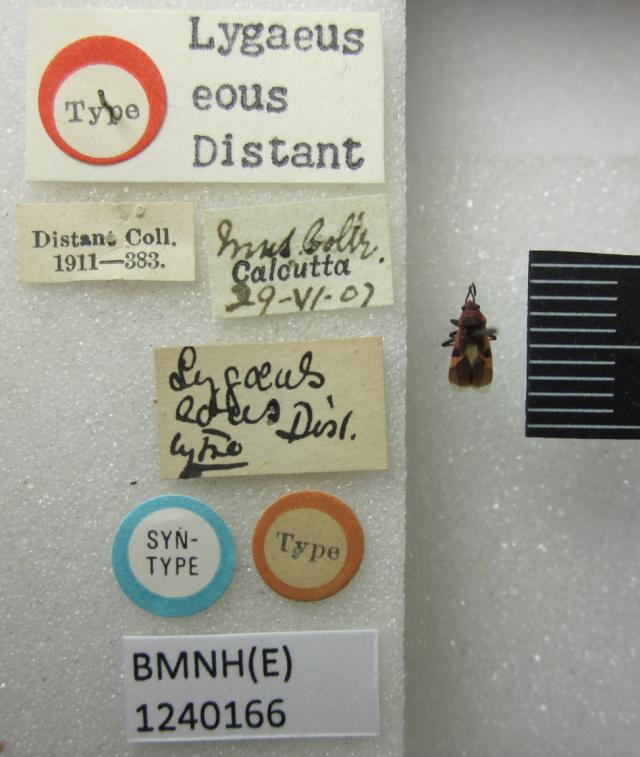 Type
Lygaeus
eous
Distant
Distant Coll.
1911—383.
Calcutta
29-VI-07
Lygaeus
eous Dist.
type
SYN-
TYPE
Type
BMNH(E)
1240166